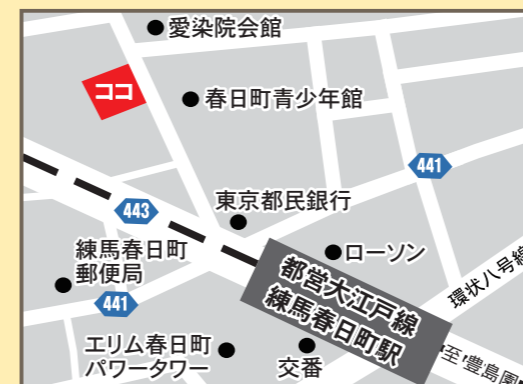 愛染院会館
ココ
春日町青少年館
441
443
東京都民銀行
ローソン
練馬春日町
郵便局
441
都営大江戸線
練馬春日町駅
環状八号線
エリム春日町
パワータワー
交番
至豊島園